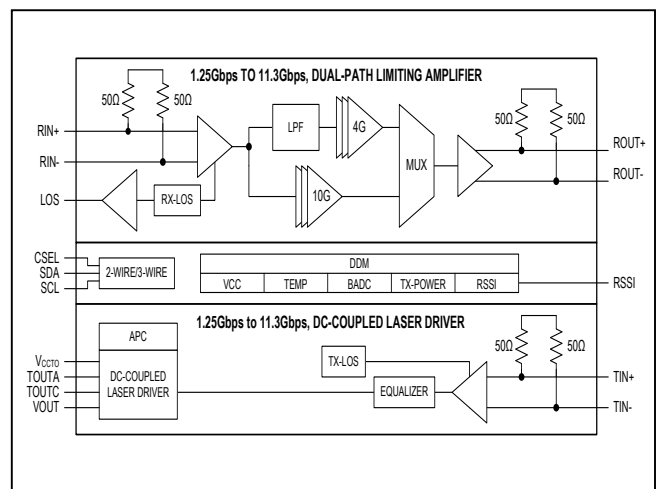 1.25Gbps TO 11.3Gbps, DUAL-PATH LIMITING AMPLIFIER
50Ω 50Ω 50Ω 50Ω
RIN+
RIN-
LOS
RX-LOS
LPF
4G
10G
MUX
ROUT+
ROUT-
CSEL
SDA
SCL
2-WIRE/3-WIRE
DDM
VCC TEMP BADC TX-POWER RSSI
RSSI
1.25Gbps to 11.3Gbps, DC-COUPLED LASER DRIVER
APC
DC-COUPLED
LASER DRIVER
VCCTO
TOUTA
TOUTC
VOUT
TX-LOS
EQUALIZER
50Ω 50Ω
TIN+
TIN-